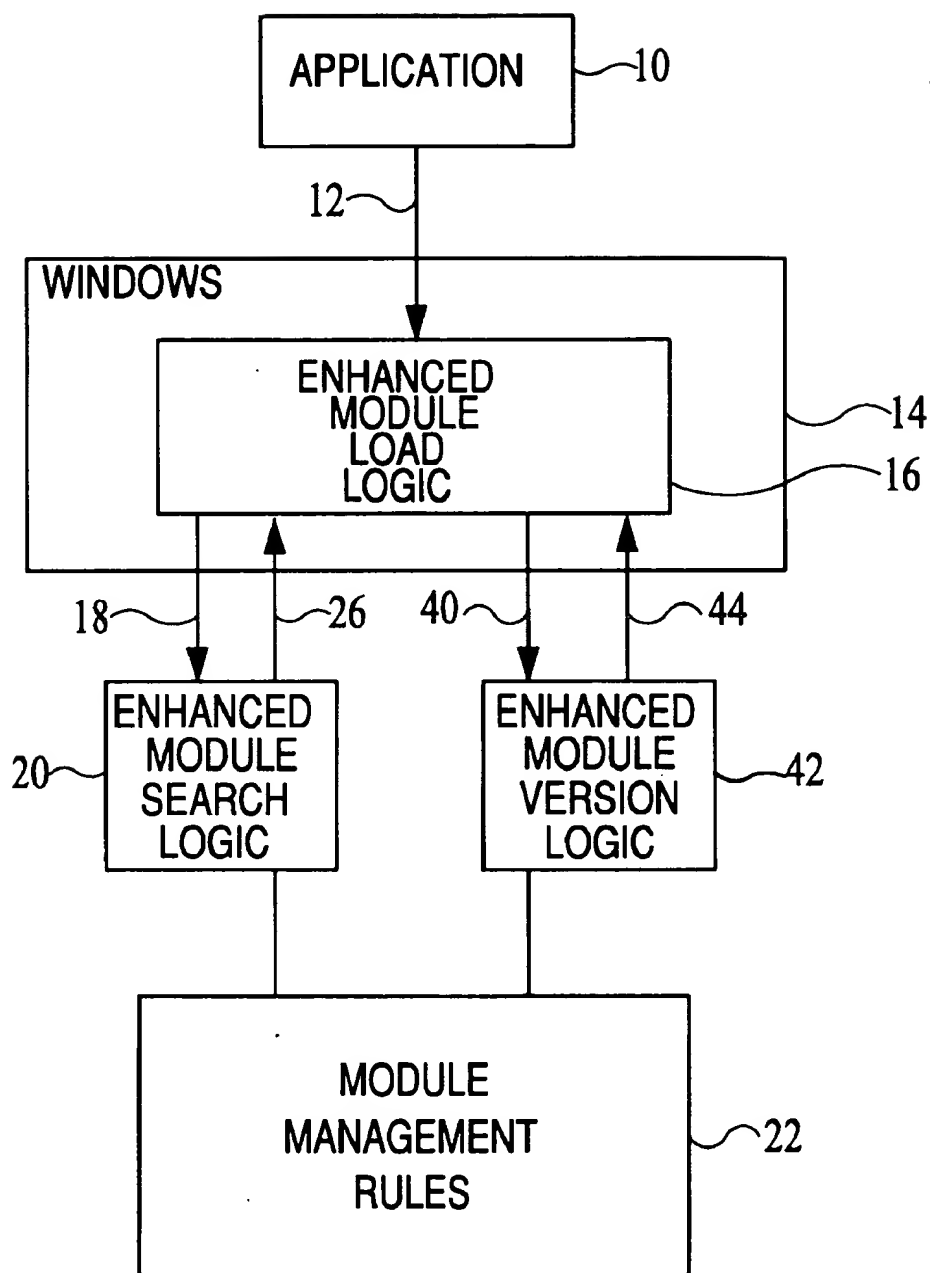 APPLICATION
10
12
WINDOWS
ENHANCED
MODULE
LOAD
LOGIC
14
16
18
26
40
44
ENHANCED
MODULE
SEARCH
LOGIC
20
ENHANCED
MODULE
VERSION
LOGIC
42
MODULE
MANAGEMENT
RULES
22